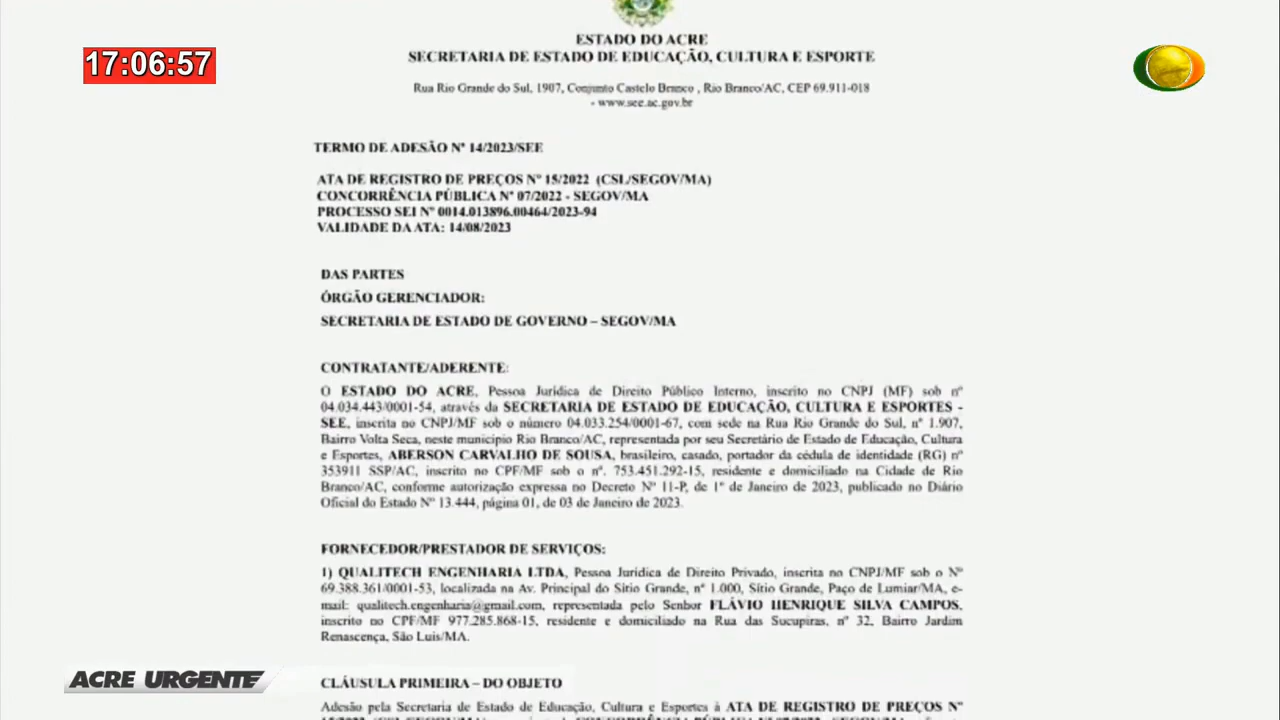 17:06:57
ESTADO DO ACRE
SECRETARIA DE ESTADO DE EDUCAÇÃO, CULTURA E ESPORTE
Rua Rio Grande do Sul, 1907, Conjunto Castelo Branco , Rio Branco/AC, CEP 69.911-018
- www.see.ac.gov.br
TERMO DE ADESÃO Nº 14/2023/SEE
ATA DE REGISTRO DE PREÇOS Nº 15/2022 (CSL/SEGOV/MA)
CONCORRÊNCIA PÚBLICA Nº 07/2022 - SEGOV/MA
PROCESSO SEI Nº 0014.013896.00464/2023-94
VALIDADE DA ATA: 14/08/2023
DAS PARTES
ÓRGÃO GERENCIADOR:
SECRETARIA DE ESTADO DE GOVERNO – SEGOV/MA
CONTRATANTE/ADERENTE:
O ESTADO DO ACRE, Pessoa Jurídica de Direito Público Interno, inscrito no CNPJ (MF) sob nº
04.034.443/0001-54, através da SECRETARIA DE ESTADO DE EDUCAÇÃO, CULTURA E ESPORTES -
SEE, inscrita no CNPJ/MF sob o número 04.033.254/0001-67, com sede na Rua Rio Grande do Sul, nº 1.907,
Bairro Volta Seca, neste município Rio Branco/AC, representada por seu Secretário de Estado de Educação, Cultura
e Esportes, ABERSON CARVALHO DE SOUSA, brasileiro, casado, portador da cédula de identidade (RG) nº
353911 SSP/AC, inscrito no CPF/MF sob o nº. 753.451.292-15, residente e domiciliado na Cidade de Rio
Branco/AC, conforme autorização expressa no Decreto Nº 11-P, de 1º de Janeiro de 2023, publicado no Diário
Oficial do Estado Nº 13.444, página 01, de 03 de Janeiro de 2023.
FORNECEDOR/PRESTADOR DE SERVIÇOS:
1) QUALITECH ENGENHARIA LTDA, Pessoa Jurídica de Direito Privado, inscrita no CNPJ/MF sob o Nº
69.388.361/0001-53, localizada na Av. Principal do Sítio Grande, nº 1.000, Sítio Grande, Paço de Lumiar/MA, e-
mail: qualitech.engenharia@gmail.com, representada pelo Senhor FLÁVIO HENRIQUE SILVA CAMPOS,
inscrito no CPF/MF 977.285.868-15, residente e domiciliado na Rua das Sucupiras, nº 32, Bairro Jardim
Renascença, São Luís/MA.
ACRE URGENTE
CLÁUSULA PRIMEIRA – DO OBJETO
Adesão pela Secretaria de Estado de Educação, Cultura e Esportes à ATA DE REGISTRO DE PREÇOS Nº